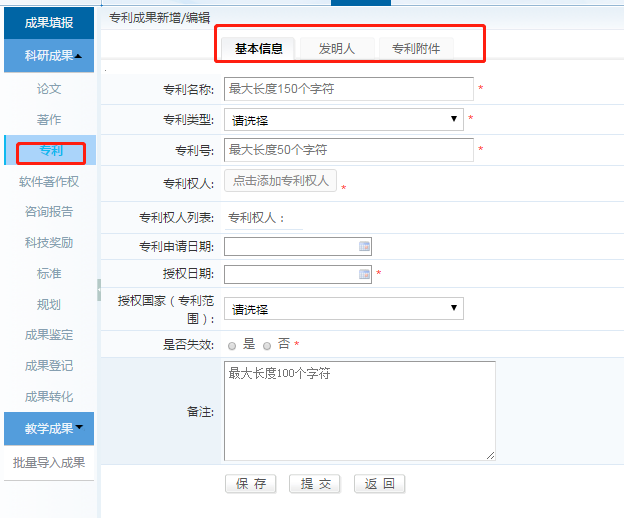 成果填报
科研成果
论文
著作
专利
软件著作权
咨询报告
科技奖励
标准
规划
成果鉴定
成果登记
成果转化
教学成果
批量导入成果
专利成果新增/编辑
基本信息 发明人 专利附件
专利名称: 最大长度150个字符 *
专利类型: 请选择 *
专利号: 最大长度50个字符 *
专利权人: 点击添加专利权人 *
专利权人列表: 专利权人：
专利申请日期:
授权日期: *
授权国家（专利范
围）: 请选择
是否失效: 是 否 *
备注: 最大长度100个字符
保 存 提 交 返 回